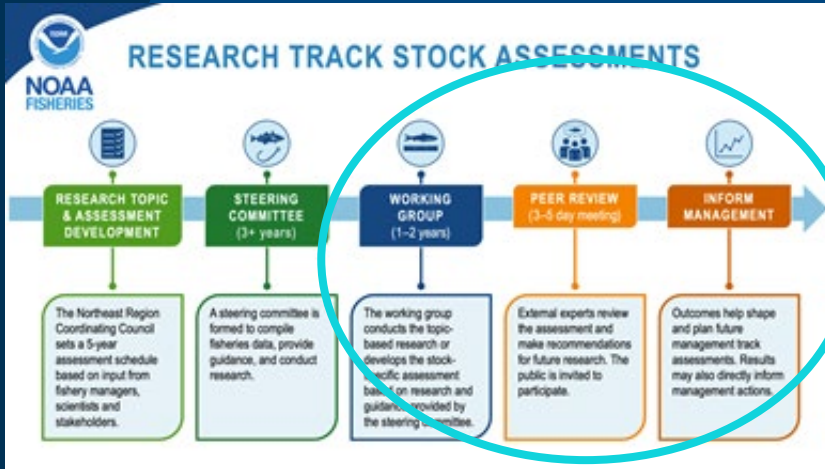 RESEARCH TRACK STOCK ASSESSMENTS
NOAA
FISHERIES
RESEARCH TOPIC
& ASSESSMENT
DEVELOPMENT
The Northeast Region
Coordinating Council
sets a 5-year
assessment schedule
based on input from
fishery managers,
scientists and
stakeholders.
STEERING
COMMITTEE
(3+ years)
A steering committee is
formed to compile
fisheries data, provide
guidance, and conduct
research.
WORKING
GROUP
(1–2 years)
The working group
conducts the topic-
based research or
develops the stock-
specific assessment
based on research and
guidance provided by
the steering committee.
PEER REVIEW
(3–5 day meeting)
External experts review
the assessment and
make recommendations
for future research. The
public is invited to
participate.
INFORM
MANAGEMENT
Outcomes help shape
and plan future
management track
assessments. Results
may also directly inform
management actions.